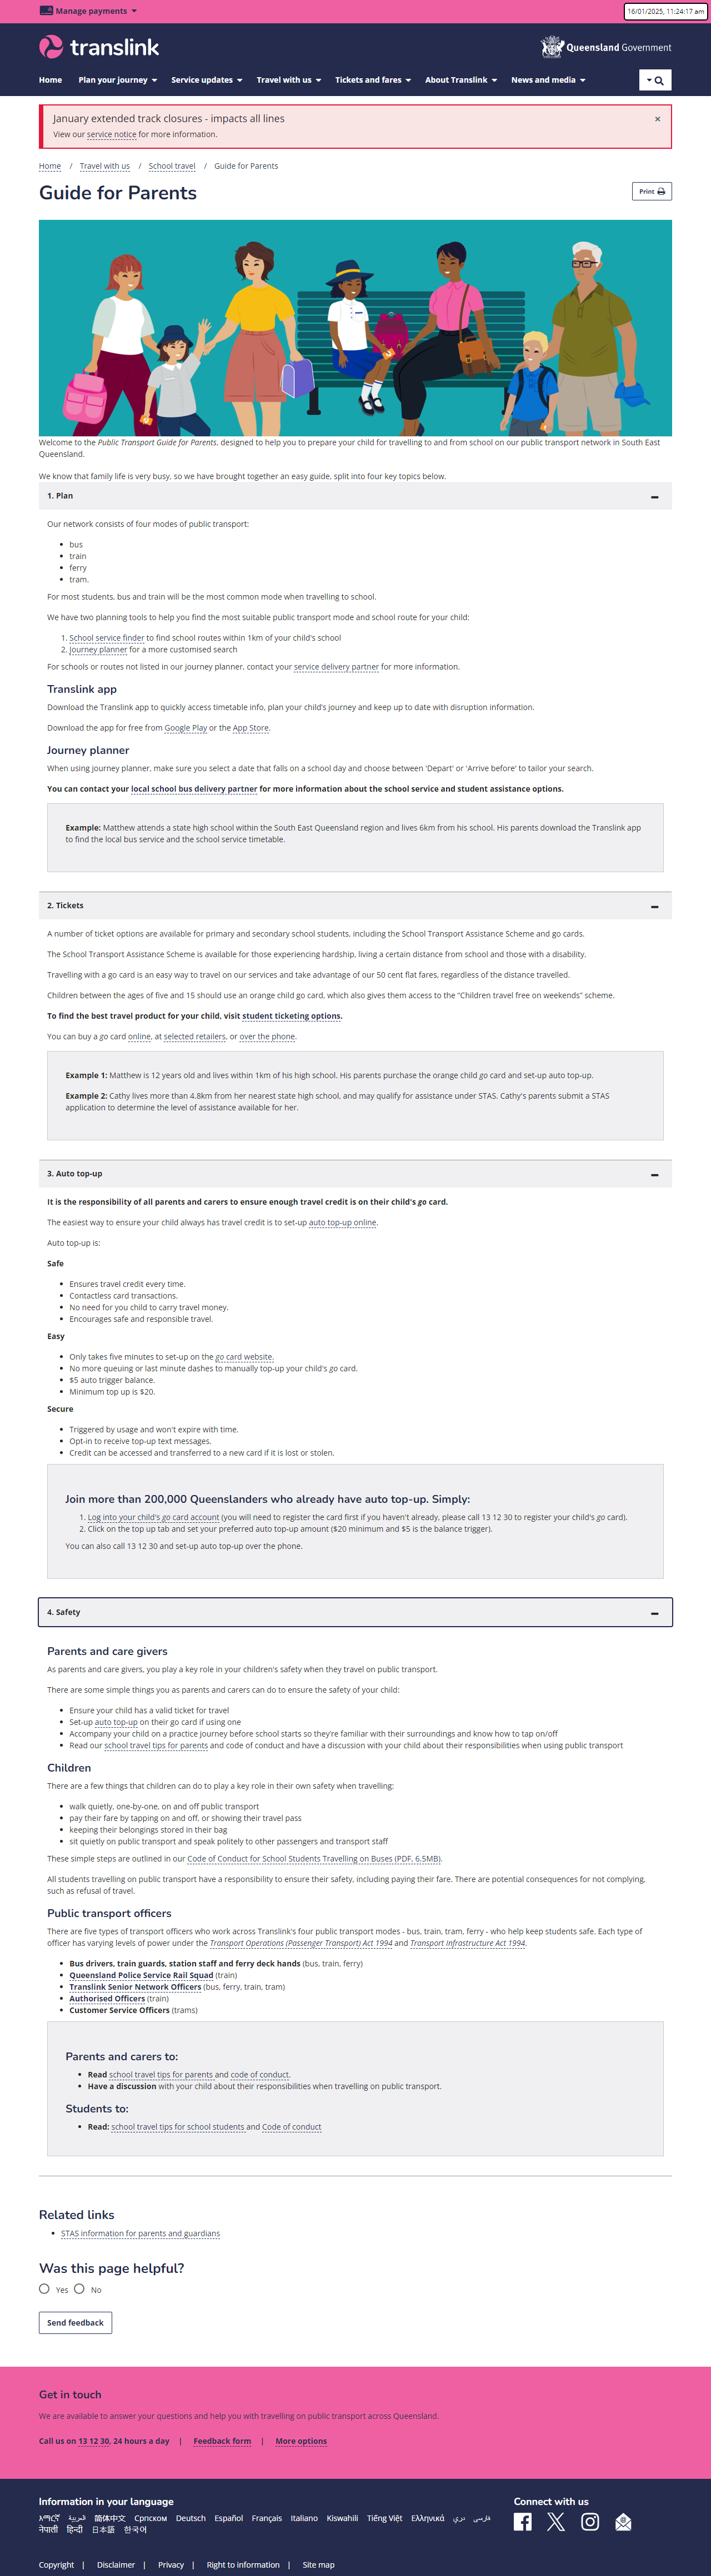 Manage payments
16/01/2025, 11:24:17 am
translink
Queensland Government
Home Plan your journey Service updates Travel with us Tickets and fares About Translink News and media
January extended track closures - impacts all lines
×
View our service notice for more information.
Home / Travel with us / School travel / Guide for Parents
Guide for Parents
Print
Welcome to the Public Transport Guide for Parents, designed to help you to prepare your child for travelling to and from school on our public transport network in South East
Queensland.
We know that family life is very busy, so we have brought together an easy guide, split into four key topics below.
1. Plan
Our network consists of four modes of public transport:
• bus
• train
• ferry
• tram.
For most students, bus and train will be the most common mode when travelling to school.
We have two planning tools to help you find the most suitable public transport mode and school route for your child:
1. School service finder to find school routes within 1km of your child's school
2. Journey planner for a more customised search
For schools or routes not listed in our journey planner, contact your service delivery partner for more information.
Translink app
Download the Translink app to quickly access timetable info, plan your child's journey and keep up to date with disruption information.
Download the app for free from Google Play or the App Store.
Journey planner
When using journey planner, make sure you select a date that falls on a school day and choose between 'Depart' or 'Arrive before' to tailor your search.
You can contact your local school bus delivery partner for more information about the school service and student assistance options.
Example: Matthew attends a state high school within the South East Queensland region and lives 6km from his school. His parents download the Translink app
to find the local bus service and the school service timetable.
2. Tickets
A number of ticket options are available for primary and secondary school students, including the School Transport Assistance Scheme and go cards.
The School Transport Assistance Scheme is available for those experiencing hardship, living a certain distance from school and those with a disability.
Travelling with a go card is an easy way to travel on our services and take advantage of our 50 cent flat fares, regardless of the distance travelled.
Children between the ages of five and 15 should use an orange child go card, which also gives them access to the “Children travel free on weekends” scheme.
To find the best travel product for your child, visit student ticketing options.
You can buy a go card online, at selected retailers, or over the phone.
Example 1: Matthew is 12 years old and lives within 1km of his high school. His parents purchase the orange child go card and set-up auto top-up.
Example 2: Cathy lives more than 4.8km from her nearest state high school, and may qualify for assistance under STAS. Cathy's parents submit a STAS
application to determine the level of assistance available for her.
3. Auto top-up
It is the responsibility of all parents and carers to ensure enough travel credit is on their child's go card.
The easiest way to ensure your child always has travel credit is to set-up auto top-up online.
Auto top-up is:
Safe
• Ensures travel credit every time.
• Contactless card transactions.
• No need for you child to carry travel money.
• Encourages safe and responsible travel.
Easy
• Only takes five minutes to set-up on the go card website.
• No more queuing or last minute dashes to manually top-up your child's go card.
• $5 auto trigger balance.
• Minimum top up is $20.
Secure
• Triggered by usage and won't expire with time.
• Opt-in to receive top-up text messages.
• Credit can be accessed and transferred to a new card if it is lost or stolen.
Join more than 200,000 Queenslanders who already have auto top-up. Simply:
1. Log into your child's go card account (you will need to register the card first if you haven't already, please call 13 12 30 to register your child's go card).
2. Click on the top up tab and set your preferred auto top-up amount ($20 minimum and $5 is the balance trigger).
You can also call 13 12 30 and set-up auto top-up over the phone.
4. Safety
Parents and care givers
As parents and care givers, you play a key role in your children's safety when they travel on public transport.
There are some simple things you as parents and carers can do to ensure the safety of your child:
• Ensure your child has a valid ticket for travel
• Set-up auto top-up on their go card if using one
• Accompany your child on a practice journey before school starts so they're familiar with their surroundings and know how to tap on/off
• Read our school travel tips for parents and code of conduct and have a discussion with your child about their responsibilities when using public transport
Children
There are a few things that children can do to play a key role in their own safety when travelling:
• walk quietly, one-by-one, on and off public transport
• pay their fare by tapping on and off, or showing their travel pass
• keeping their belongings stored in their bag
• sit quietly on public transport and speak politely to other passengers and transport staff
These simple steps are outlined in our Code of Conduct for School Students Travelling on Buses (PDF, 6.5MB).
All students travelling on public transport have a responsibility to ensure their safety, including paying their fare. There are potential consequences for not complying,
such as refusal of travel.
Public transport officers
There are five types of transport officers who work across Translink's four public transport modes - bus, train, tram, ferry - who help keep students safe. Each type of
officer has varying levels of power under the Transport Operations (Passenger Transport) Act 1994 and Transport Infrastructure Act 1994.
• Bus drivers, train guards, station staff and ferry deck hands (bus, train, ferry)
• Queensland Police Service Rail Squad (train)
• Translink Senior Network Officers (bus, ferry, train, tram)
• Authorised Officers (train)
• Customer Service Officers (trams)
Parents and carers to:
• Read school travel tips for parents and code of conduct.
• Have a discussion with your child about their responsibilities when travelling on public transport.
Students to:
• Read: school travel tips for school students and Code of conduct
Related links
• STAS information for parents and guardians
Was this page helpful?
Yes No
Send feedback
Get in touch
We are available to answer your questions and help you with travelling on public transport across Queensland.
Call us on 13 12 30, 24 hours a day | Feedback form | More options
Information in your language
አማርኛ العربية 简体中文 Српском Deutsch Español Français Italiano Kiswahili Tiếng Việt Ελληνικά دری فارسی
नेपाली हिन्दी 日本語 한국어
Connect with us
Copyright | Disclaimer | Privacy | Right to information | Site map